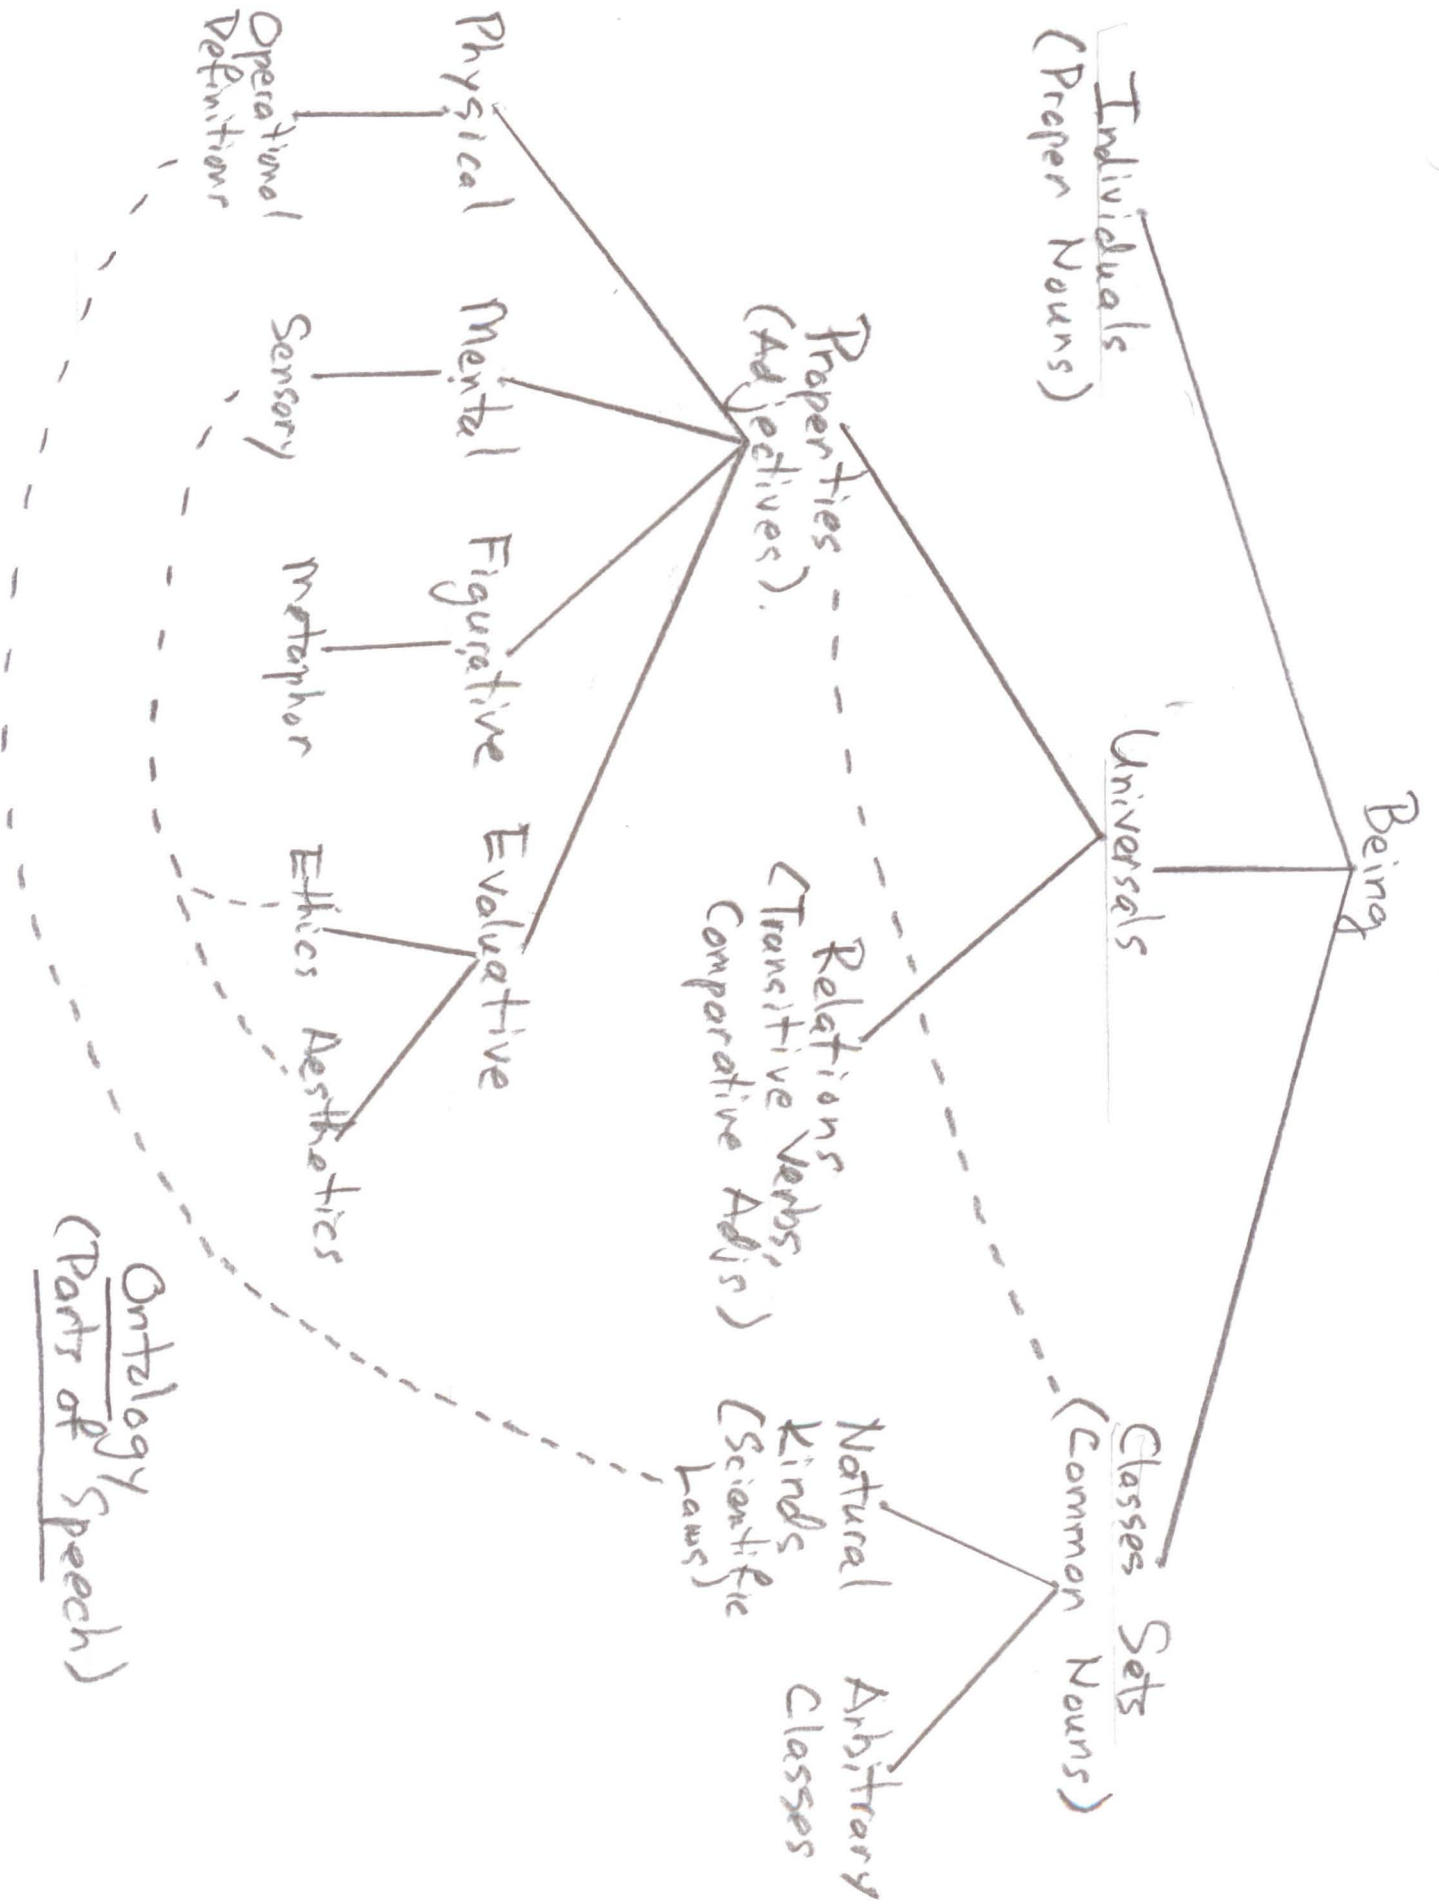 Being
Individuals
(Proper Nouns)
Universals
Classes Sets
(Common Nouns)
Properties
(Adjectives).
Relations
(Transitive Verbs,
Comparative Adjs)
Natural
Kinds
(Scientific
Laws)
Arbitrary
Classes
Physical
Mental
Figurative
Evaluative
Operational
Definitions
Sensory
Metaphor
Ethics
Aesthetics
Ontology
(Parts of Speech)